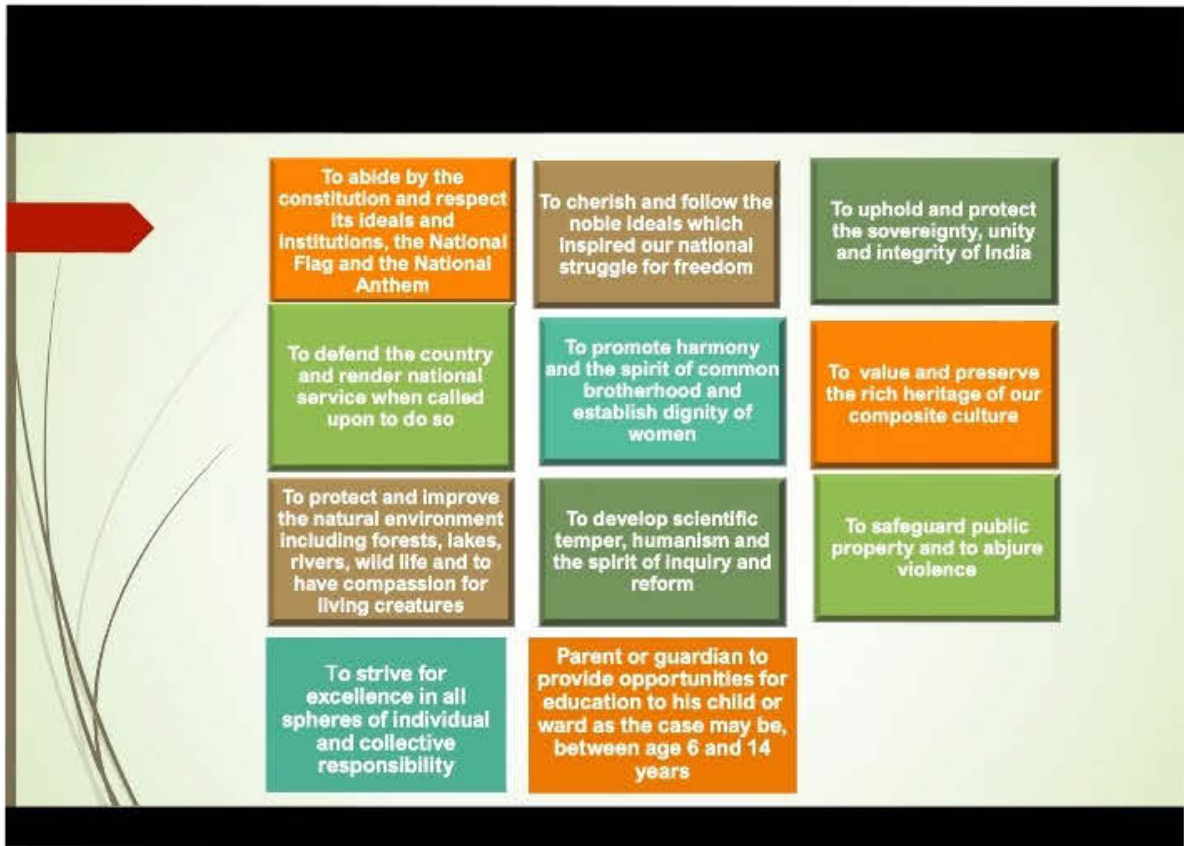 To abide by the
constitution and respect
its ideals and
institutions, the National
Flag and the National
Anthem
To cherish and follow the
noble ideals which
inspired our national
struggle for freedom
To uphold and protect
the sovereignty, unity
and integrity of India
To defend the country
and render national
service when called
upon to do so
To promote harmony
and the spirit of common
brotherhood and
establish dignity of
women
To value and preserve
the rich heritage of our
composite culture
To protect and improve
the natural environment
including forests, lakes,
rivers, wild life and to
have compassion for
living creatures
To develop scientific
temper, humanism and
the spirit of inquiry and
reform
To safeguard public
property and to abjure
violence
To strive for
excellence in all
spheres of individual
and collective
responsibility
Parent or guardian to
provide opportunities for
education to his child or
ward as the case may be,
between age 6 and 14
years